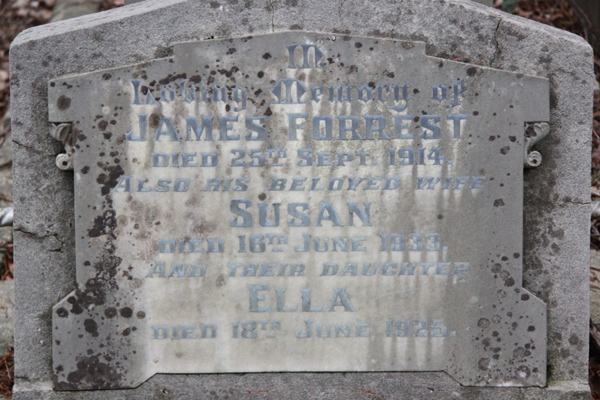 In
Loving Memory of
JAMES FORREST
DIED 25TH SEPT. 1914.
ALSO HIS BELOVED WIFE
SUSAN
DIED 16TH JUNE 1933.
AND THEIR DAUGHTER
ELLA
DIED 18TH JUNE 1925.